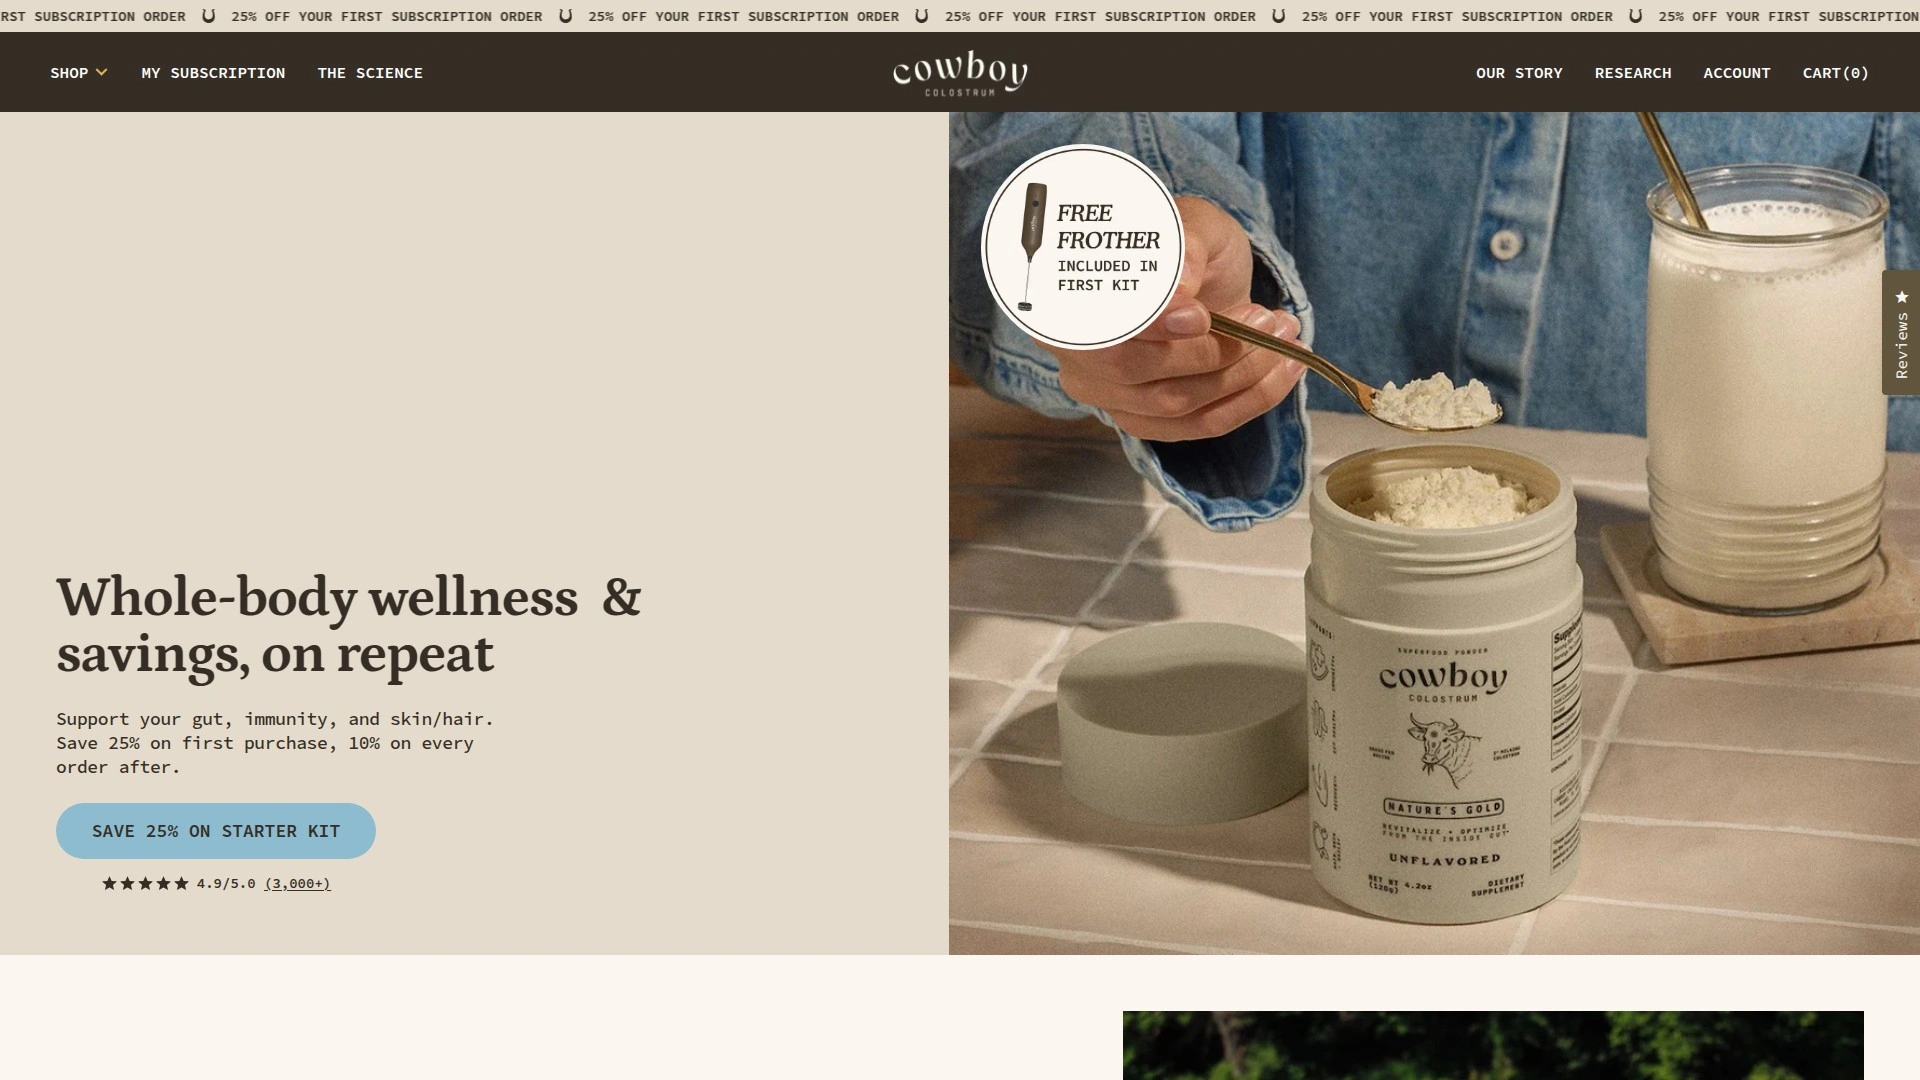 RST SUBSCRIPTION ORDER 25% OFF YOUR FIRST SUBSCRIPTION ORDER 25% OFF YOUR FIRST SUBSCRIPTION ORDER 25% OFF YOUR FIRST SUBSCRIPTION ORDER 25% OFF YOUR FIRST SUBSCRIPTION ORDER 25% OFF YOUR FIRST SUBSCRIPTION
SHOP MY SUBSCRIPTION THE SCIENCE
cowboy
COLOSTRUM
OUR STORY RESEARCH ACCOUNT CART(0)
FREE
FROTHER
INCLUDED IN
FIRST KIT
Reviews
Whole-body wellness &
savings, on repeat
Support your gut, immunity, and skin/hair.
Save 25% on first purchase, 10% on every
order after.
SAVE 25% ON STARTER KIT
4.9/5.0 (3,000+)
SUPERFOOD POWDER
cowboy
COLOSTRUM
NATURE'S GOLD
REVITALIZE + OPTIMIZE
FROM THE INSIDE OUT
UNFLAVORED
NET WT 4.2oz
(120g)
DIETARY
SUPPLEMENT